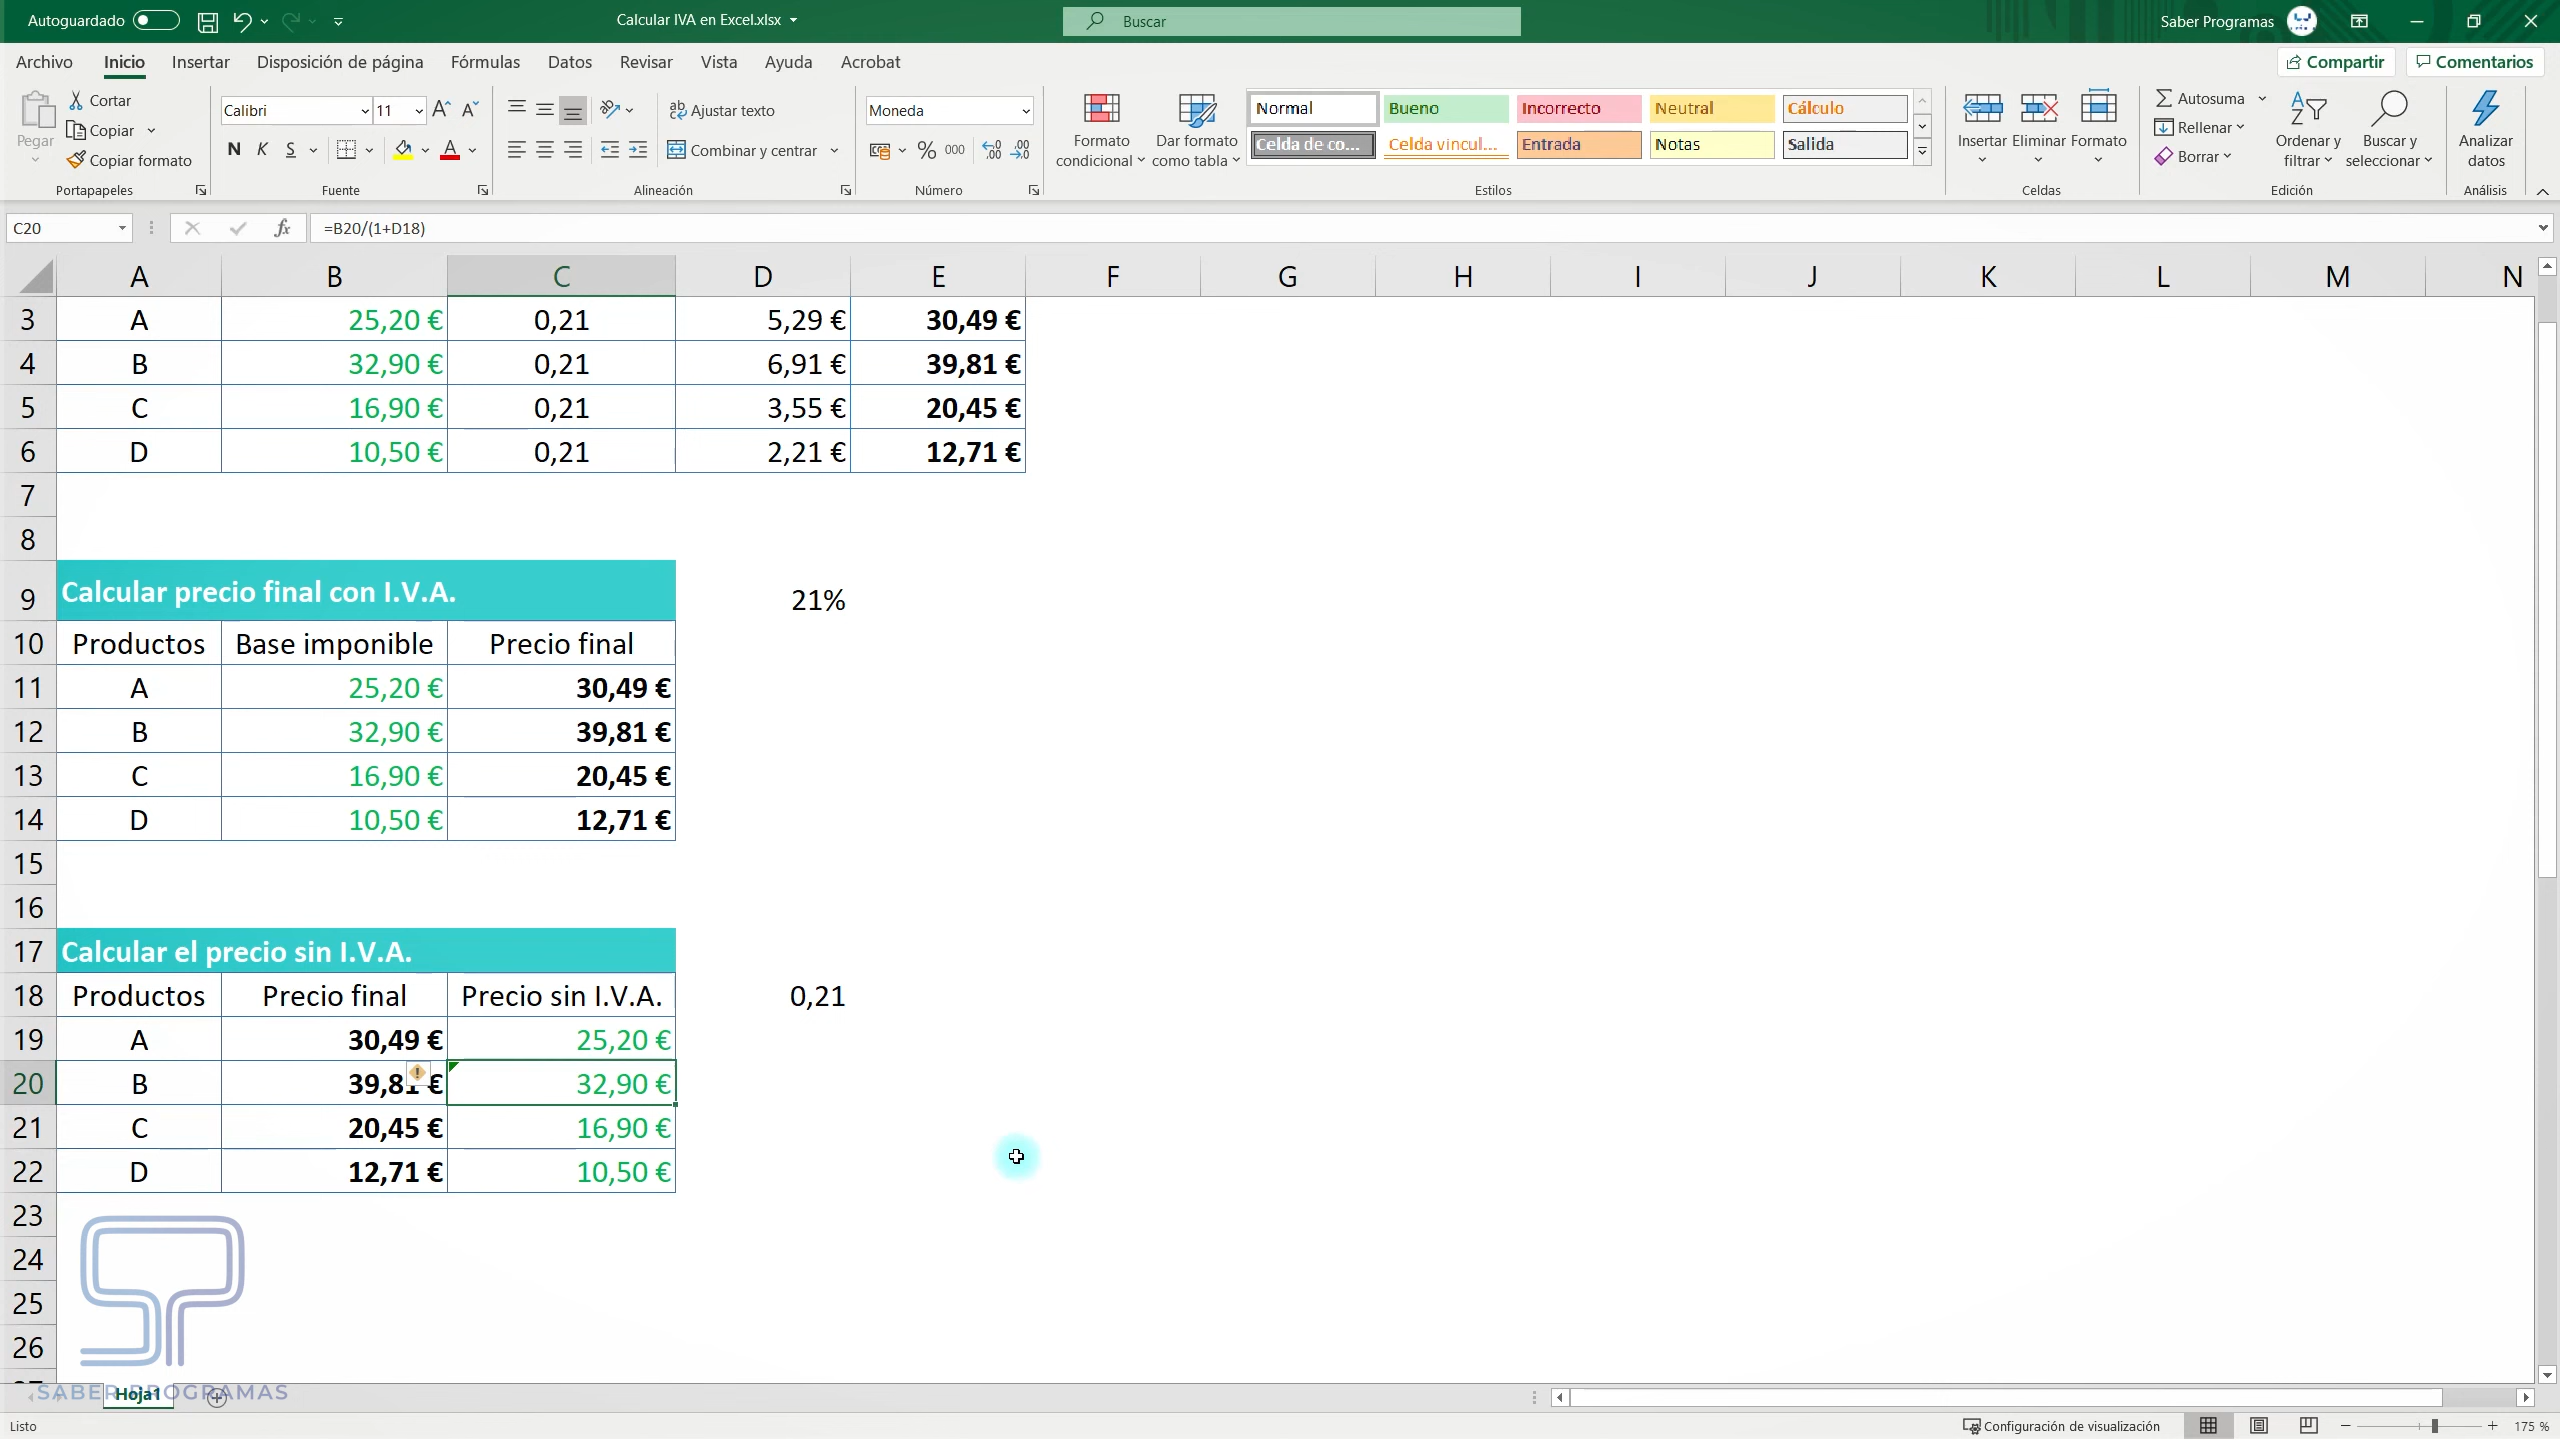 Autoguardado
Calcular IVA en Excel.xlsx
Buscar
Saber Programas
Archivo Inicio Insertar Disposición de página Fórmulas Datos Revisar Vista Ayuda Acrobat
Compartir Comentarios
Pegar
Cortar
Copiar
Copiar formato
Portapapeles
Calibri 11
N K S
Fuente
Ajustar texto
Combinar y centrar
Alineación
Moneda
% 000
Número
Formato condicional
Dar formato como tabla
Normal Bueno Incorrecto Neutral Cálculo
Celda de co... Celda vincul... Entrada Notas Salida
Estilos
Insertar Eliminar Formato
Celdas
Autosuma
Rellenar
Borrar
Ordenar y filtrar
Buscar y seleccionar
Edición
Analizar datos
Análisis
C20 fx =B20/(1+D18)
A B C D E F G H I J K L M N
3 A 25,20 € 0,21 5,29 € 30,49 €
4 B 32,90 € 0,21 6,91 € 39,81 €
5 C 16,90 € 0,21 3,55 € 20,45 €
6 D 10,50 € 0,21 2,21 € 12,71 €
7
8
9 Calcular precio final con I.V.A. 21%
10 Productos Base imponible Precio final
11 A 25,20 € 30,49 €
12 B 32,90 € 39,81 €
13 C 16,90 € 20,45 €
14 D 10,50 € 12,71 €
15
16
17 Calcular el precio sin I.V.A.
18 Productos Precio final Precio sin I.V.A. 0,21
19 A 30,49 € 25,20 €
20 B 39,81 € 32,90 €
21 C 20,45 € 16,90 €
22 D 12,71 € 10,50 €
23
24
25
26
SABER PROGRAMAS
Hoja1
Listo
Configuración de visualización
175 %